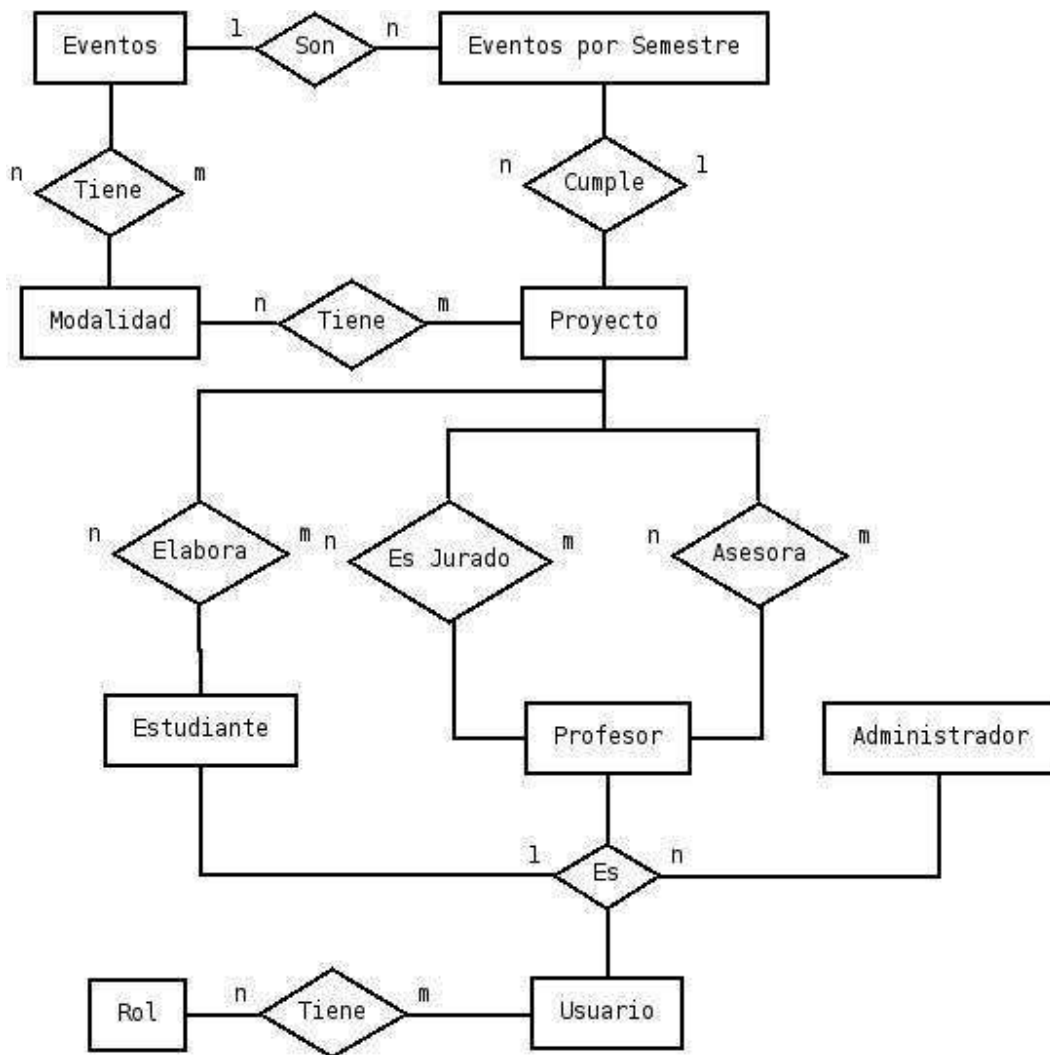 Eventos
1
Son
n
Eventos por Semestre
n
Tiene
m
n
Cumple
1
Modalidad
n
Tiene
m
Proyecto
n
Elabora
m
n
Es Jurado
m
n
Asesora
m
Estudiante
Profesor
Administrador
1
Es
n
Rol
n
Tiene
m
Usuario